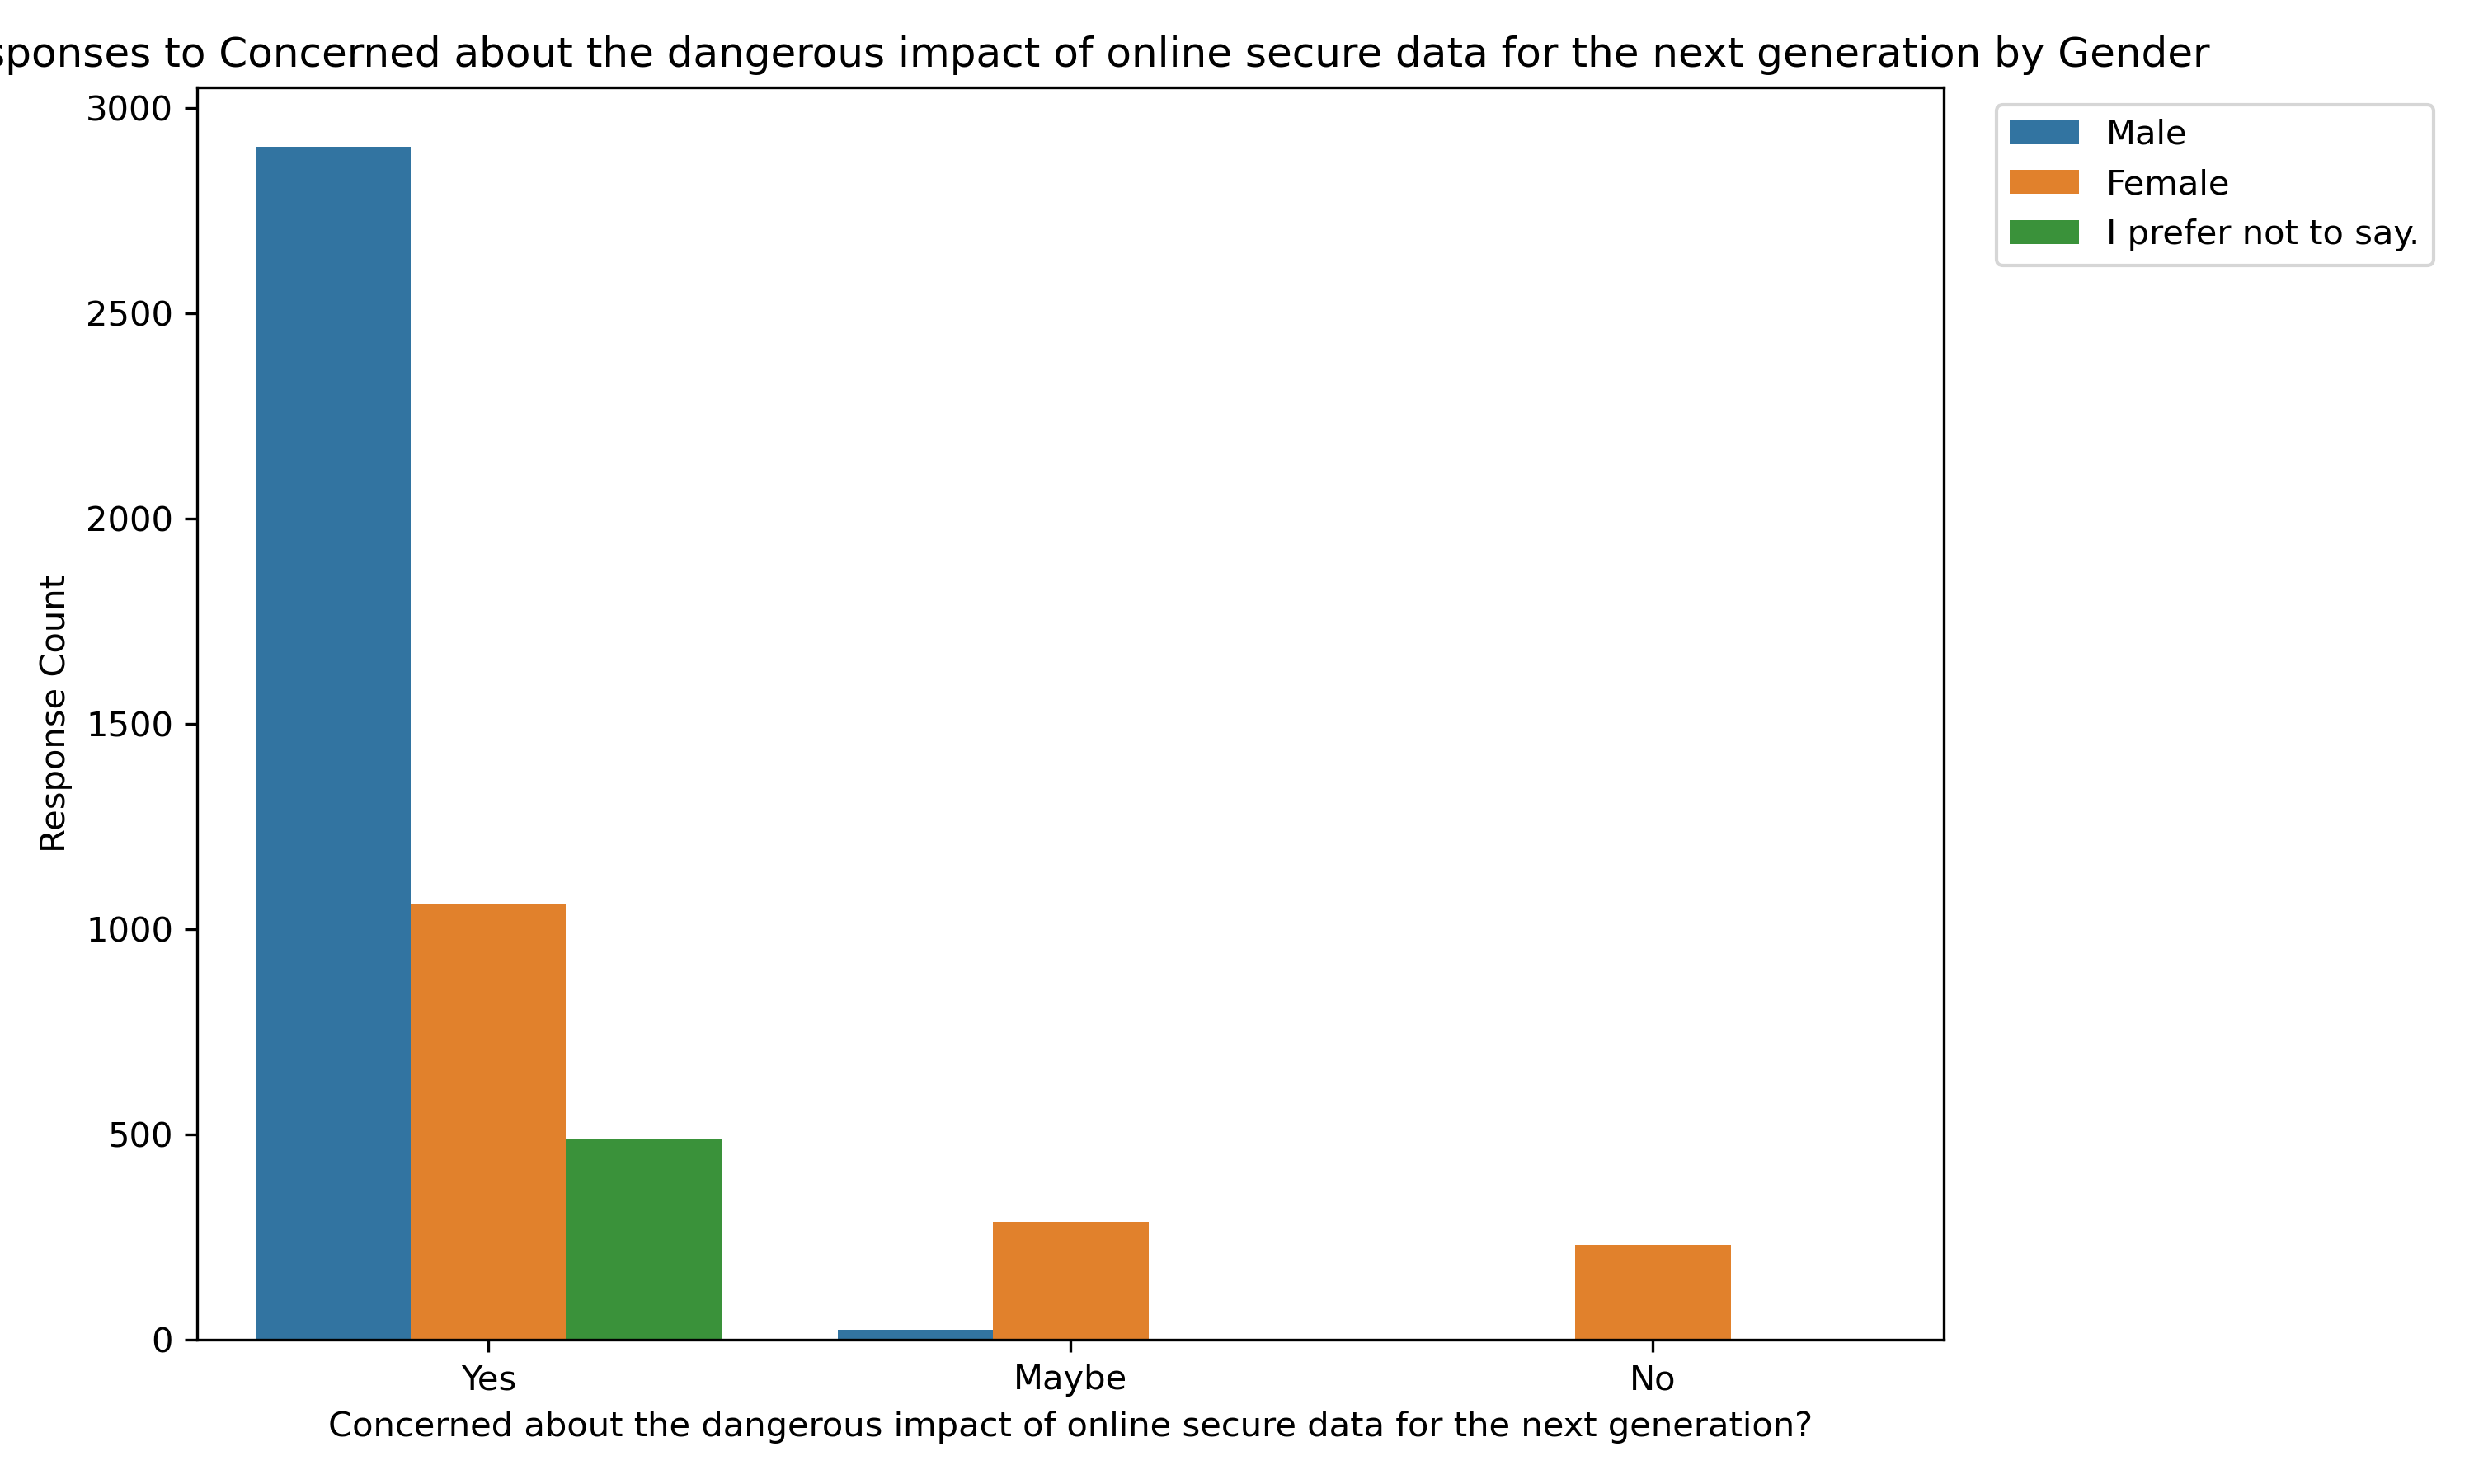 sponses to Concerned about the dangerous impact of online secure data for the next generation by Gender
Male
Female
I prefer not to say.
3000
2500
2000
1500
1000
500
0
Response Count
Yes
Maybe
No
Concerned about the dangerous impact of online secure data for the next generation?